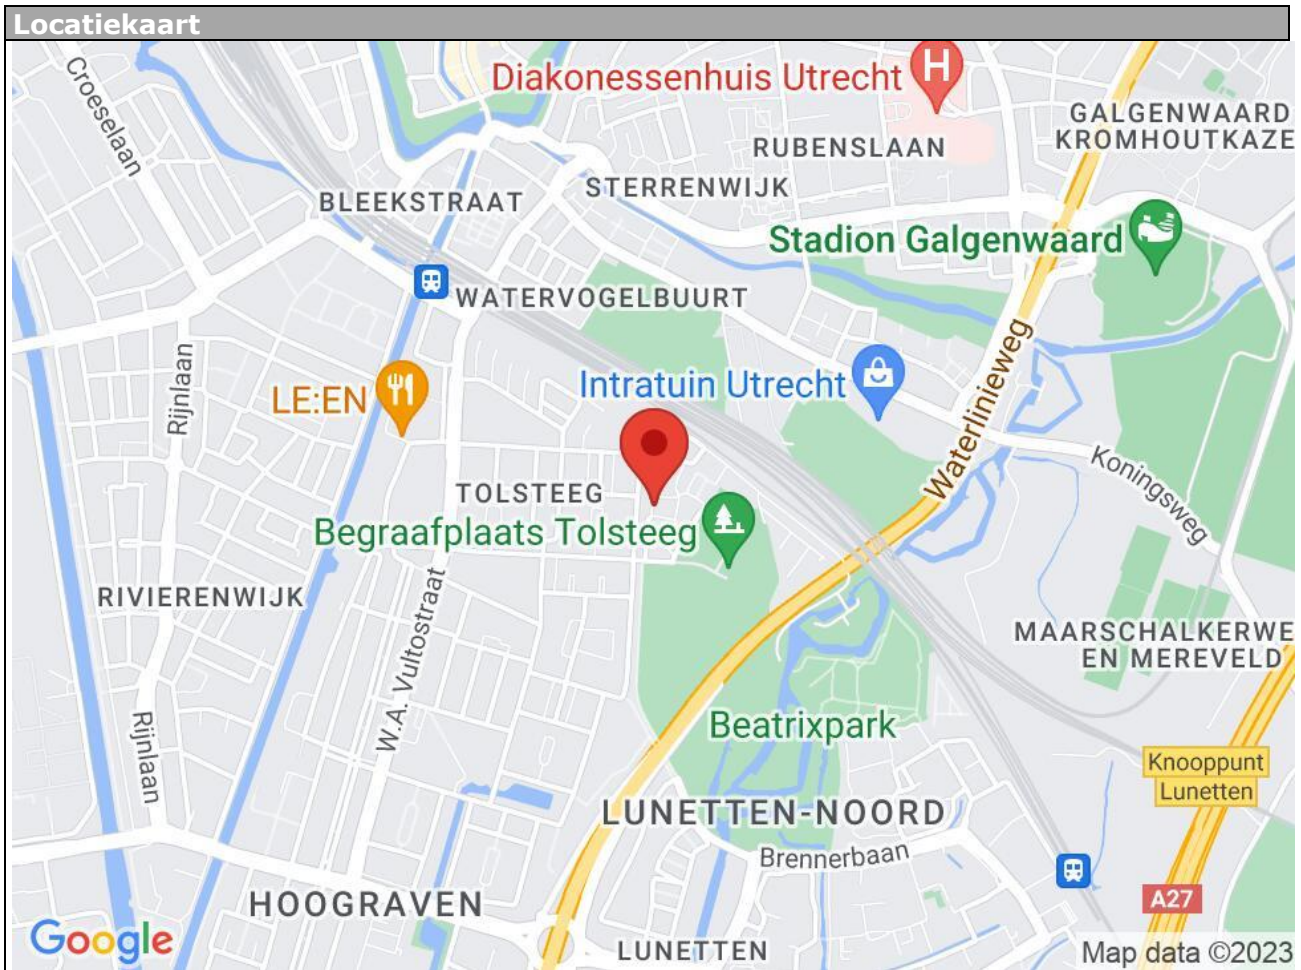 Locatiekaart
Croeselaan
Diakonessenhuis Utrecht
H
GALGENWAARD
KROMHOUTKAZE
RUBENSLAAN
STERRENWIJK
BLEEKSTRAAT
Stadion Galgenwaard
WATERVOGELBUURT
Rijnlaan
LE:EN
Intratuin Utrecht
Waterlinieweg
Koningsweg
TOLSTEEG
Begraafplaats Tolsteeg
RIVIERENWIJK
W.A. Vultostraat
MAARSCHALKERWE
EN MEREVELD
Rijnlaan
Beatrixpark
Knooppunt
Lunetten
LUNETTEN-NOORD
Brennerbaan
HOOGRAVEN
A27
Google
LUNETTEN
Map data ©2023